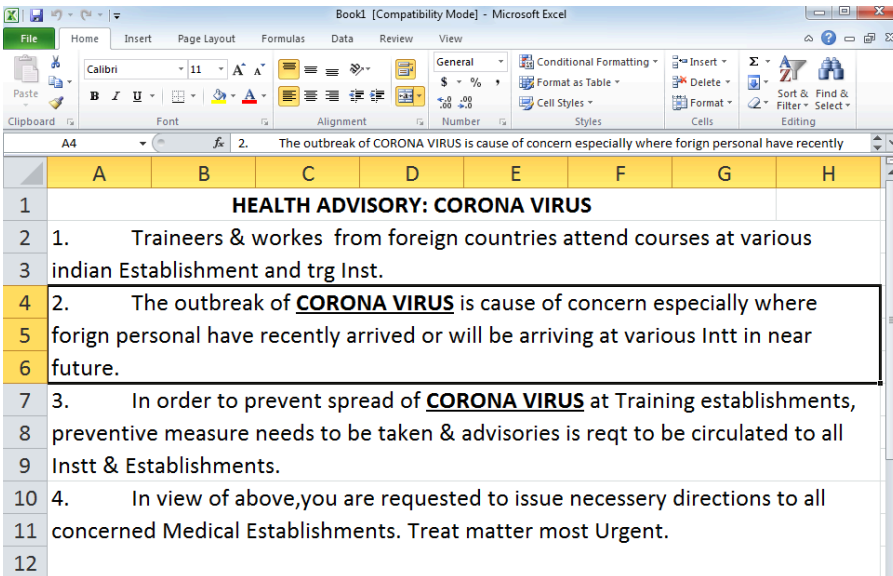 Book1 [Compatibility Mode] - Microsoft Excel
File Home Insert Page Layout Formulas Data Review View
Calibri 11 A A General Conditional Formatting Insert Σ
Paste B I U A $ % , Format as Table Delete Sort & Find &
.00 .0 Cell Styles Format Filter Select
Clipboard Font Alignment Number Styles Cells Editing
A4 fx 2. The outbreak of CORONA VIRUS is cause of concern especially where forign personal have recently
A B C D E F G H
1 HEALTH ADVISORY: CORONA VIRUS
2 1. Traineers & workes from foreign countries attend courses at various
3 indian Establishment and trg Inst.
4 2. The outbreak of CORONA VIRUS is cause of concern especially where
5 forign personal have recently arrived or will be arriving at various Intt in near
6 future.
7 3. In order to prevent spread of CORONA VIRUS at Training establishments,
8 preventive measure needs to be taken & advisories is reqt to be circulated to all
9 Instt & Establishments.
10 4. In view of above,you are requested to issue necessery directions to all
11 concerned Medical Establishments. Treat matter most Urgent.
12